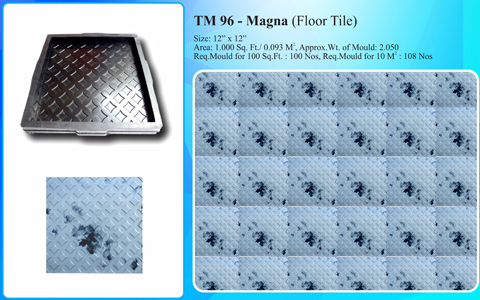 TM 96 - Magna (Floor Tile)
Size: 12" x 12"
Area: 1.000 Sq. Ft./ 0.093 M², Approx.Wt. of Mould: 2.050
Req.Mould for 100 Sq.Ft. : 100 Nos, Req.Mould for 10 M² : 108 Nos